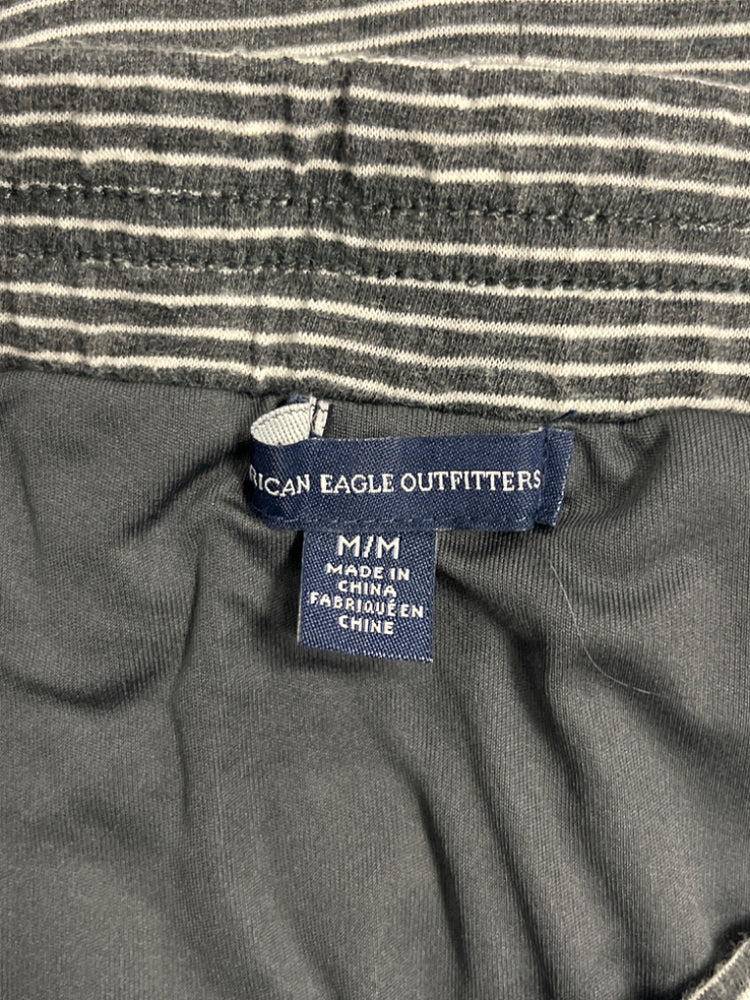 RICAN EAGLE OUTFITTERS
M/M
MADE IN
CHINA
FABRIQUÉ EN
CHINE